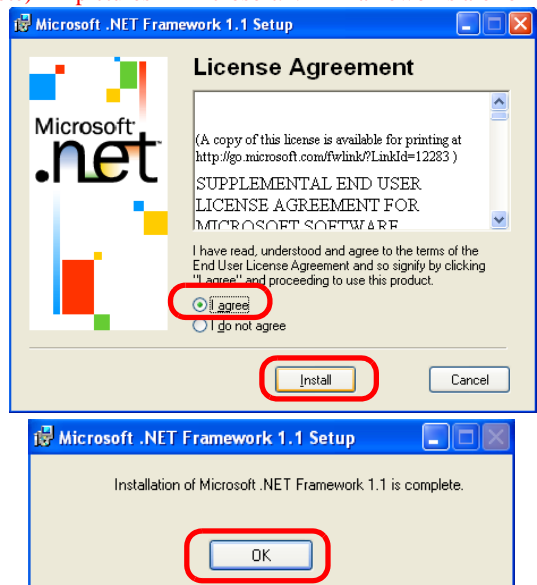 Microsoft .NET Framework 1.1 Setup
License Agreement
Microsoft
.net
(A copy of this license is available for printing at
http://go.microsoft.com/fwlink/?LinkId=12283 )
SUPPLEMENTAL END USER
LICENSE AGREEMENT FOR
MICROSOFT SOFTWARE
I have read, understood and agree to the terms of the
End User License Agreement and so signify by clicking
"I agree" and proceeding to use this product.
I agree
I do not agree
Install
Cancel
Microsoft .NET Framework 1.1 Setup
Installation of Microsoft .NET Framework 1.1 is complete.
OK